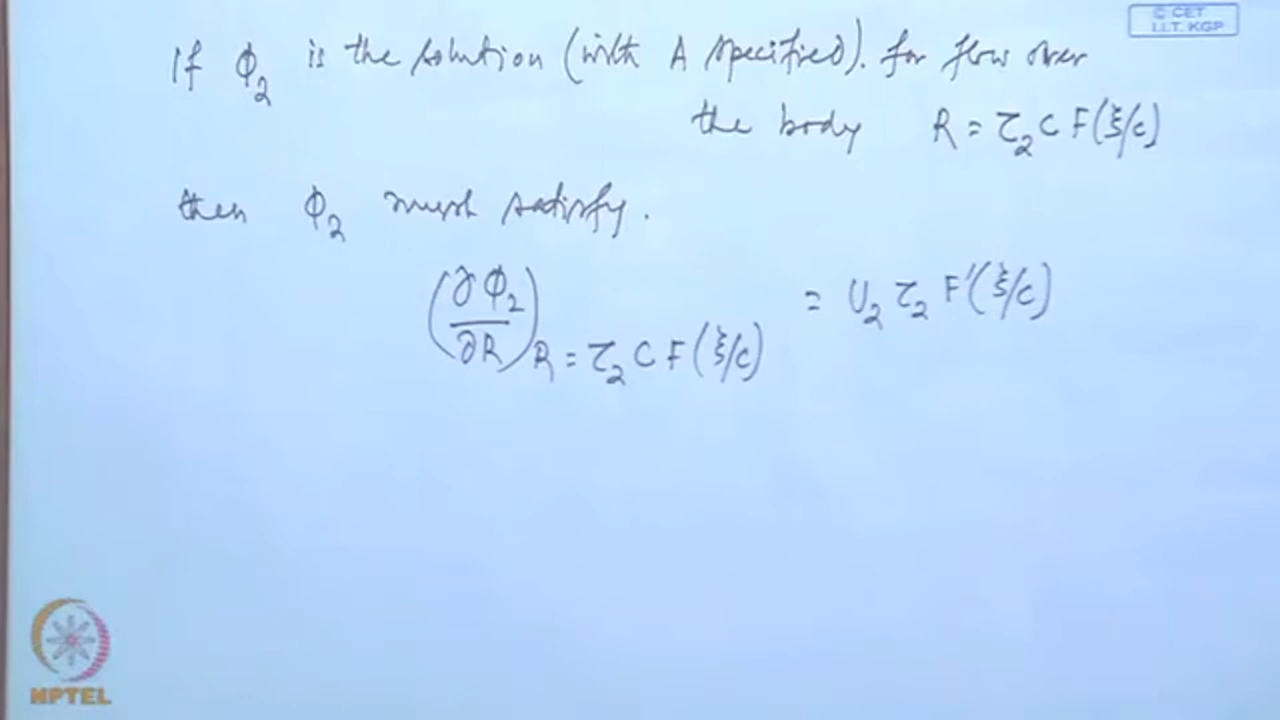 © CET
I.I.T. KGP
If ϕ₂ is the solution (with A specified). for flow over
the body R = τ₂ C F(ξ/c)
then ϕ₂ must satisfy.
(∂ϕ₂/∂R)_{R = τ₂ C F(ξ/c)} = U₂ τ₂ F'(ξ/c)
NPTEL